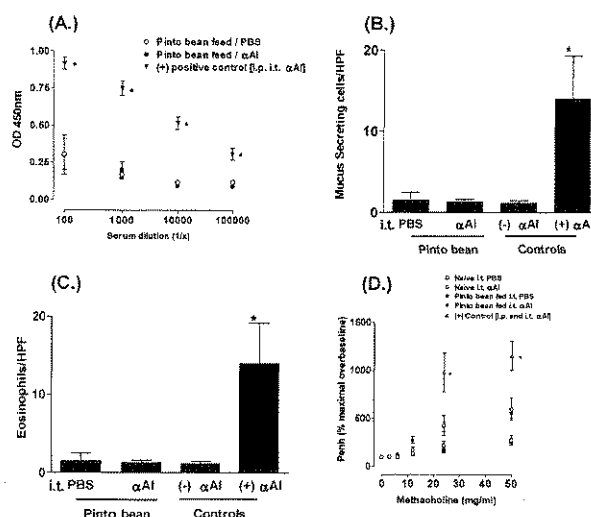 (A.)
Pinto bean feed / PBS
Pinto bean feed / αAI
(+) positive control [i.p. i.t. αAI]
OD 450nm
1.00
0.75
0.50
0.25
0.00
100
1000
10000
100000
Serum dilution (1/x)
(B.)
Mucus Secreting cells/HPF
20
10
0
*
i.t. PBS αAI (-) αAI (+) αA
Pinto bean Controls
(C.)
Eosinophils/HPF
20
10
0
*
i.t. PBS αAI (-) αAI (+) αAI
Pinto bean Controls
(D.)
Naive i.t. PBS
Naive i.t. αAI
Pinto bean fed i.t. PBS
Pinto bean fed i.t. αAI
(+) Control [i.p. and i.t. αAI]
Penh (% maximal overbaseline)
1600
1100
600
0
0 10 20 30 40 50
Methacholine (mg/ml)